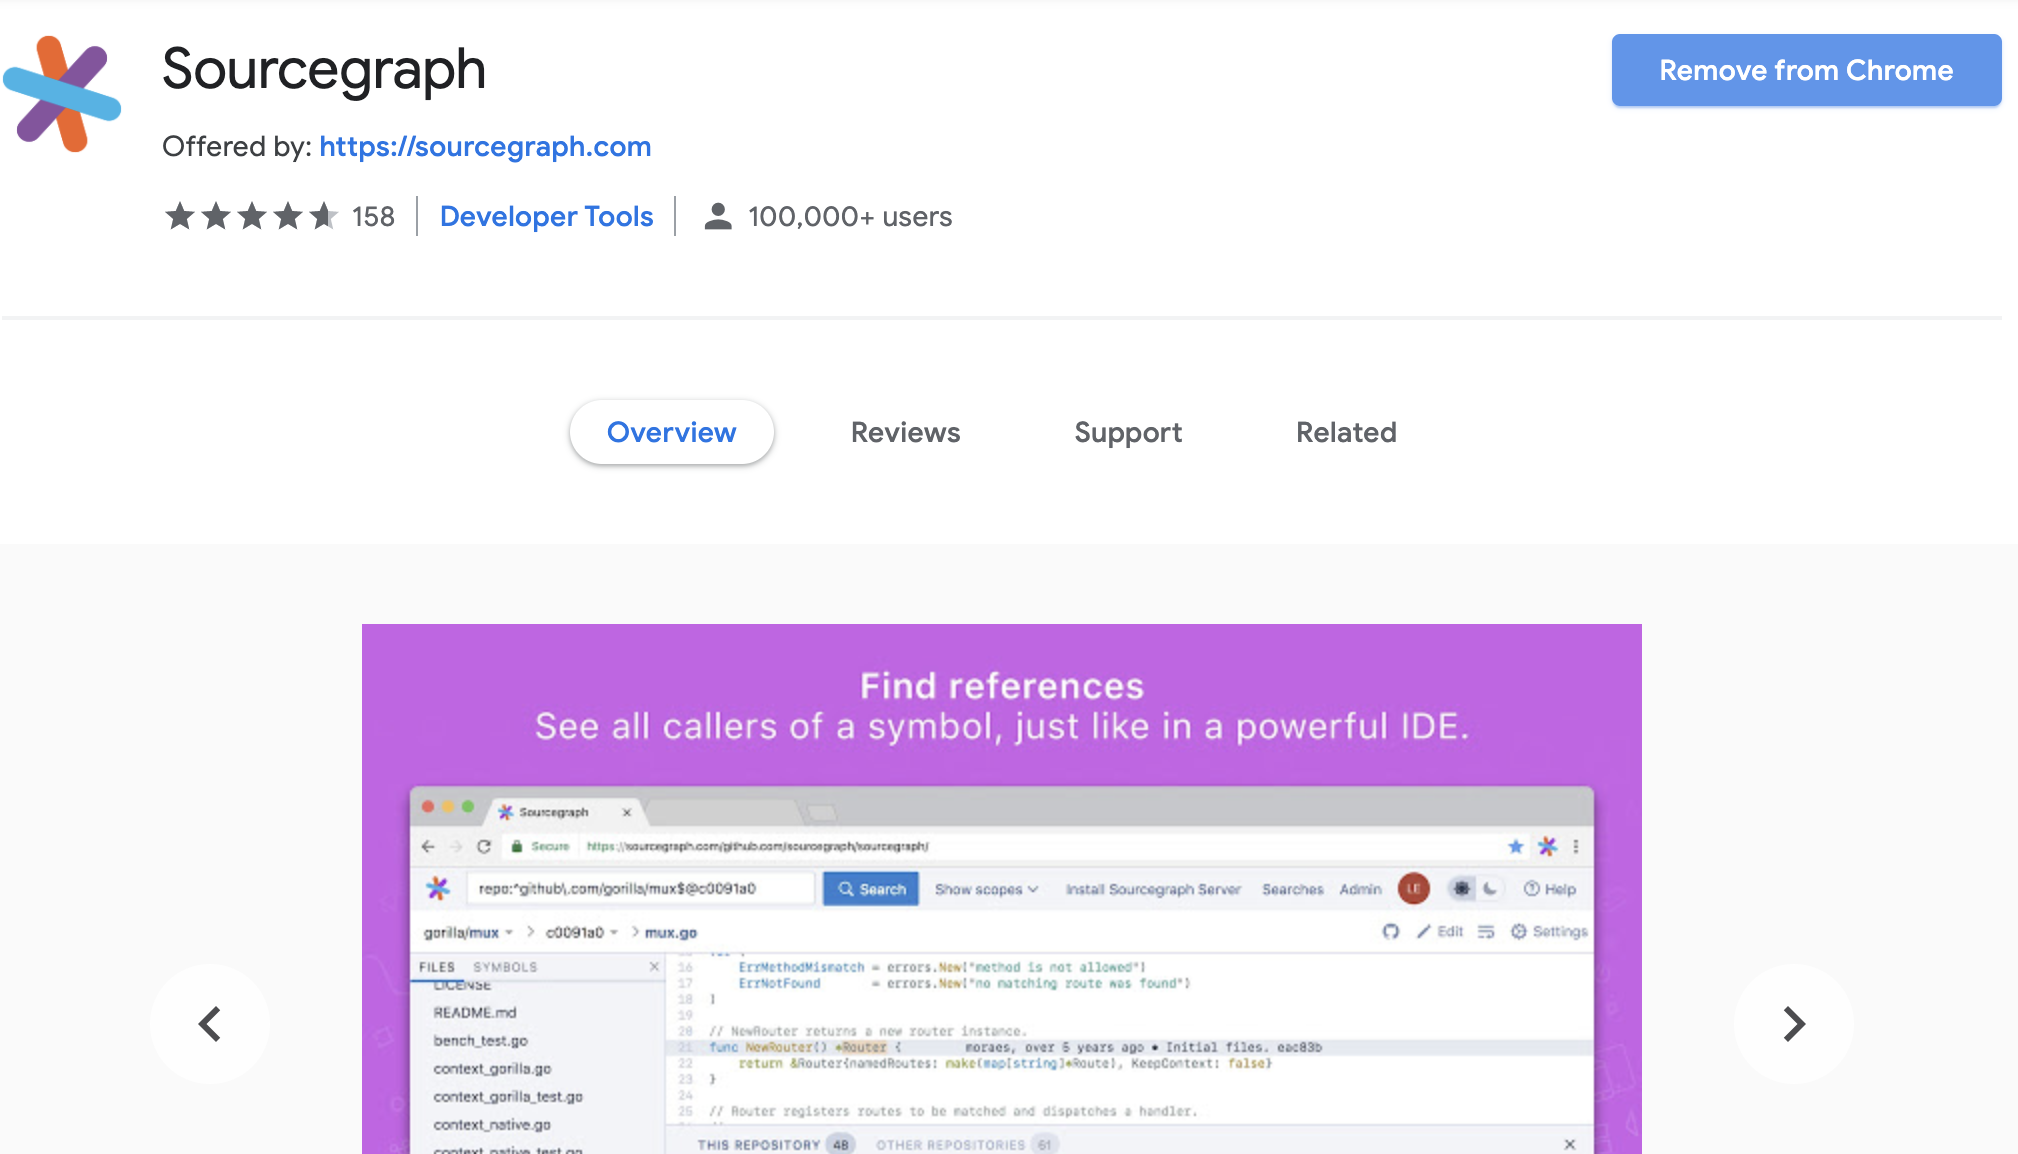 Sourcegraph
Remove from Chrome
Offered by: https://sourcegraph.com
158 Developer Tools 100,000+ users
Overview Reviews Support Related
Find references
See all callers of a symbol, just like in a powerful IDE.
Sourcegraph
Secure https://sourcegraph.com/github.com/sourcegraph/sourcegraph/
repo:^github\.com/gorilla/mux$@c0091a0 Search Show scopes Install Sourcegraph Server Searches Admin LE Help
gorilla/mux > c0091a0 > mux.go Edit Settings
FILES SYMBOLS
LICENSE
README.md
bench_test.go
context_gorilla.go
context_gorilla_test.go
context_native.go
context_native_test.go
16 ErrMethodMismatch = errors.New("method is not allowed")
17 ErrNotFound = errors.New("no matching route was found")
18 )
19
20 // NewRouter returns a new router instance.
21 func NewRouter() *Router { moraes, over 5 years ago • Initial files. eac83b
22 return &Router{namedRoutes: make(map[string]*Route), KeepContext: false}
23 }
24
25 // Router registers routes to be matched and dispatches a handler.
THIS REPOSITORY 48 OTHER REPOSITORIES 61